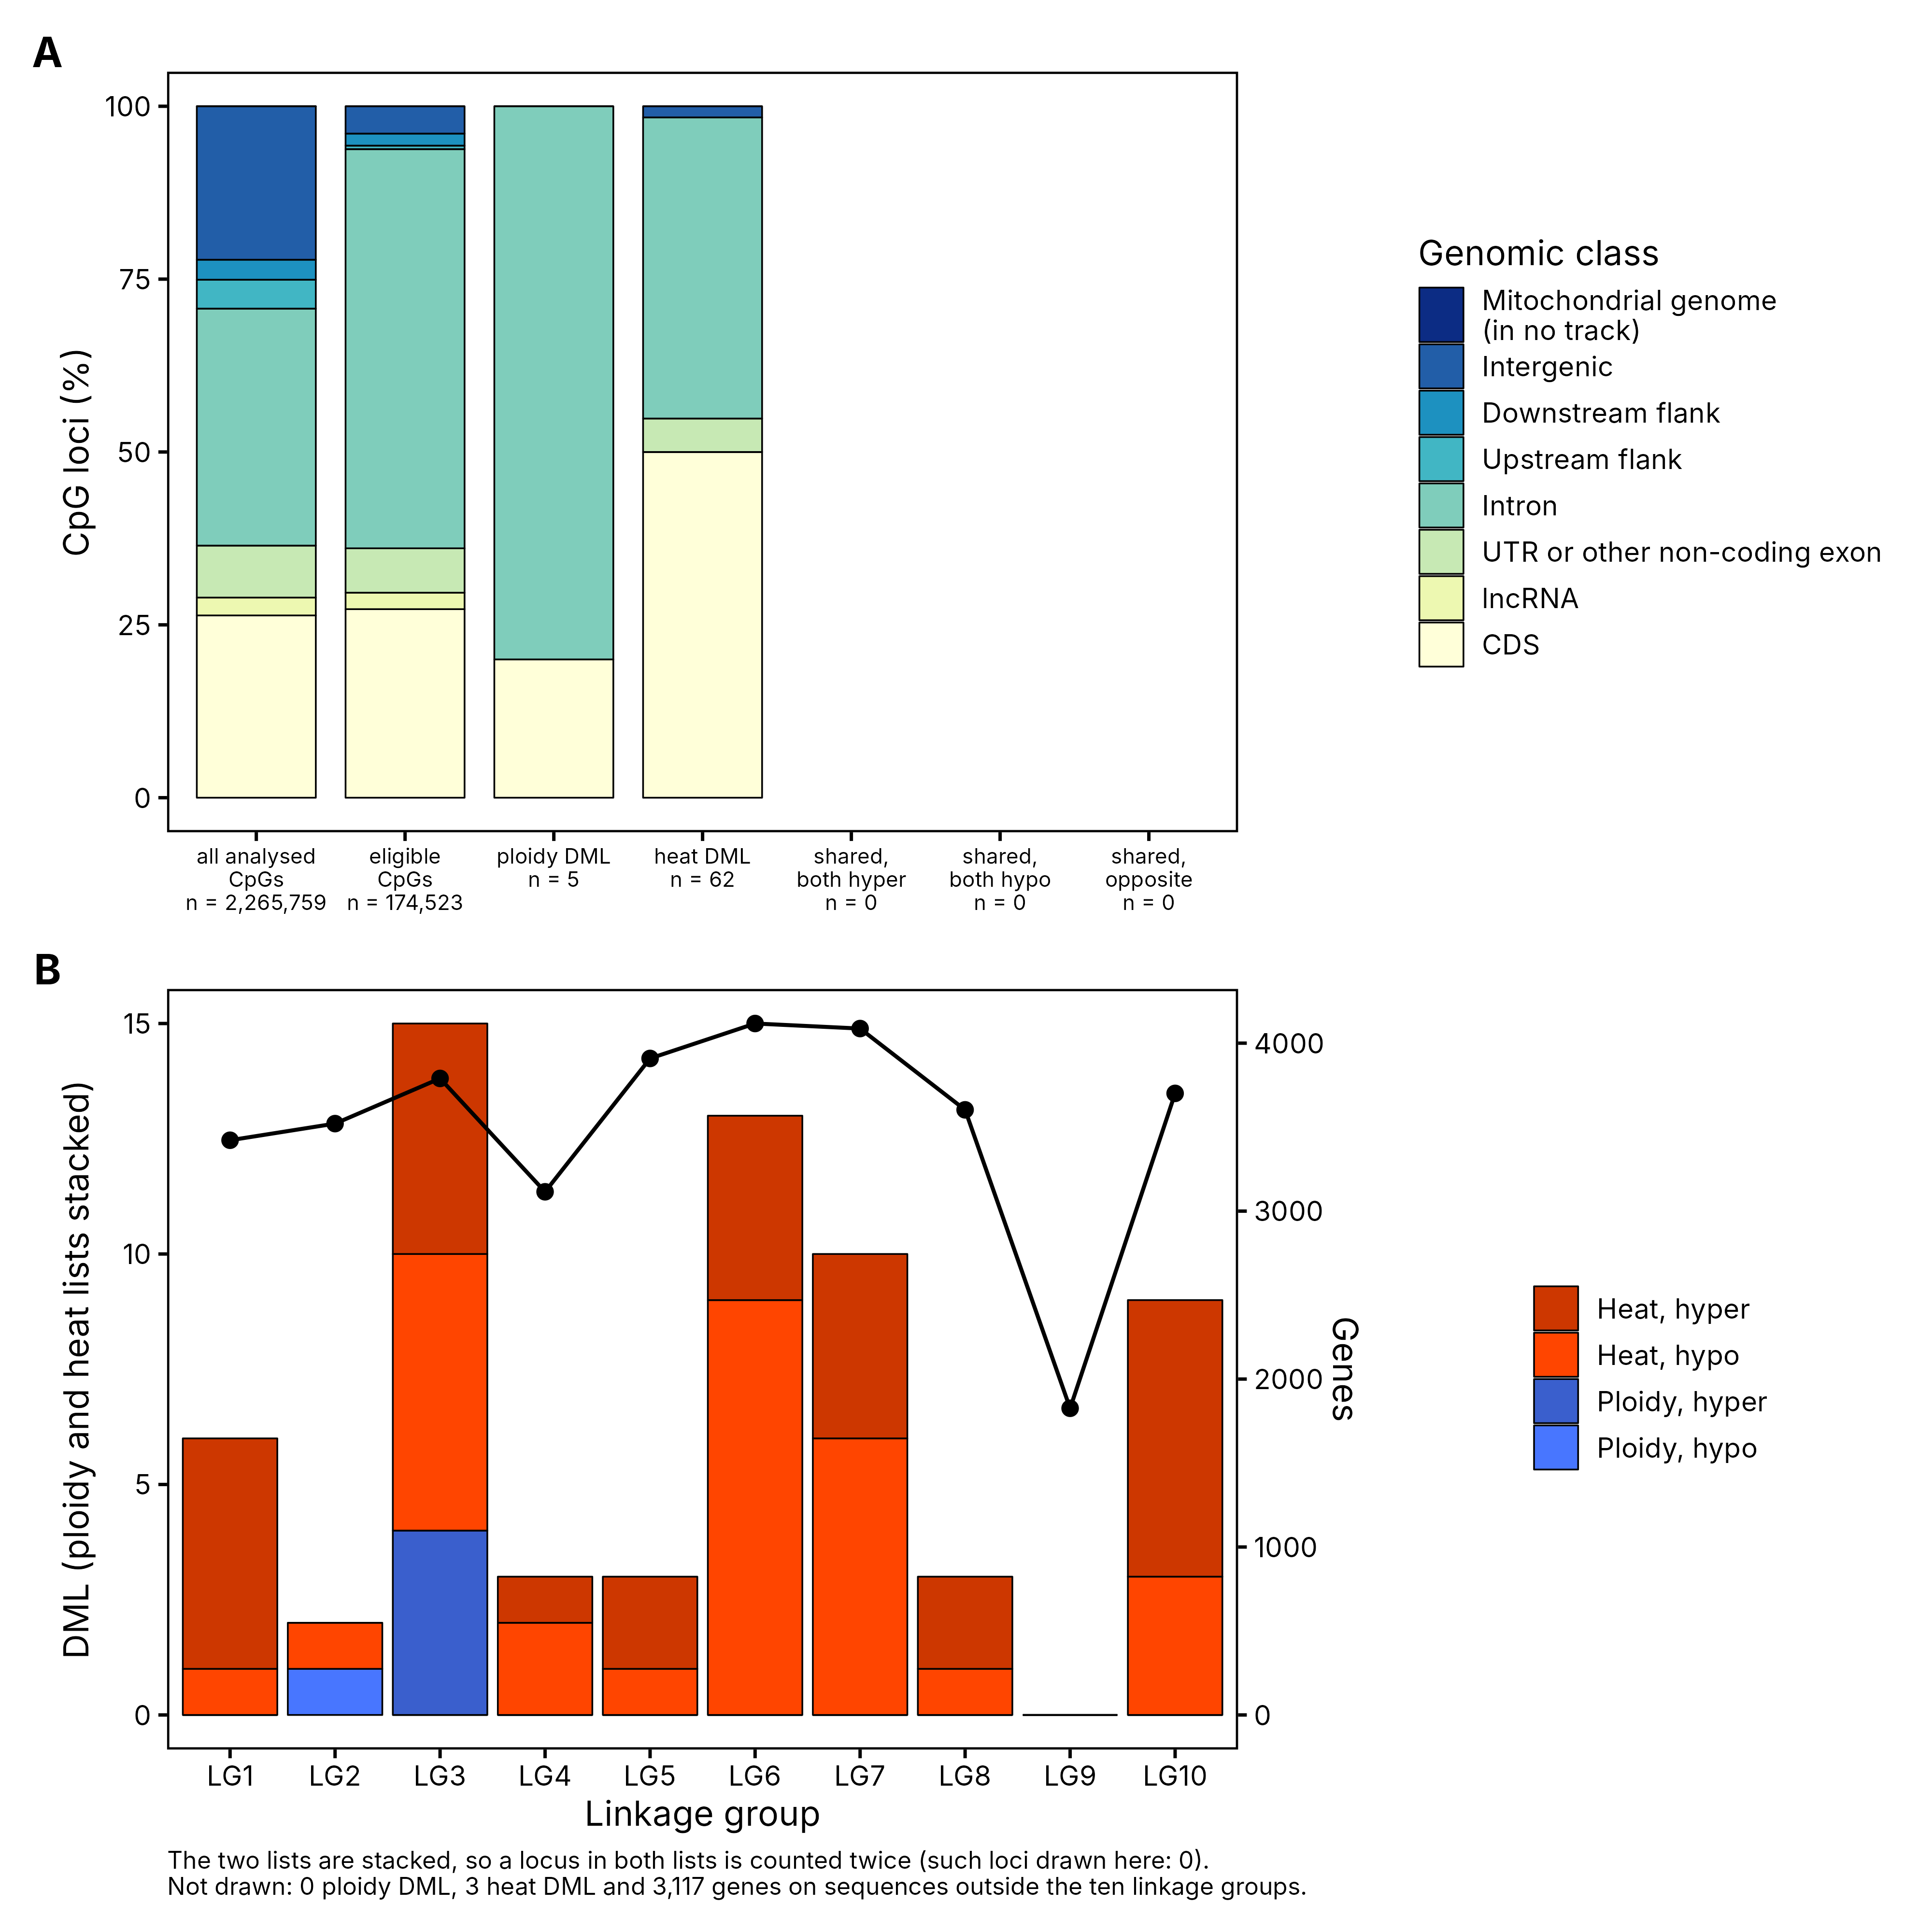 A
CpG loci (%)
100
75
50
25
0
all analysed
CpGs
n = 2,265,759
eligible
CpGs
n = 174,523
ploidy DML
n = 5
heat DML
n = 62
shared,
both hyper
n = 0
shared,
both hypo
n = 0
shared,
opposite
n = 0
Genomic class
Mitochondrial genome
(in no track)
Intergenic
Downstream flank
Upstream flank
Intron
UTR or other non-coding exon
lncRNA
CDS
B
DML (ploidy and heat lists stacked)
15
10
5
0
4000
3000
2000
1000
0
Genes
LG1
LG2
LG3
LG4
LG5
LG6
LG7
LG8
LG9
LG10
Linkage group
Heat, hyper
Heat, hypo
Ploidy, hyper
Ploidy, hypo
The two lists are stacked, so a locus in both lists is counted twice (such loci drawn here: 0).
Not drawn: 0 ploidy DML, 3 heat DML and 3,117 genes on sequences outside the ten linkage groups.